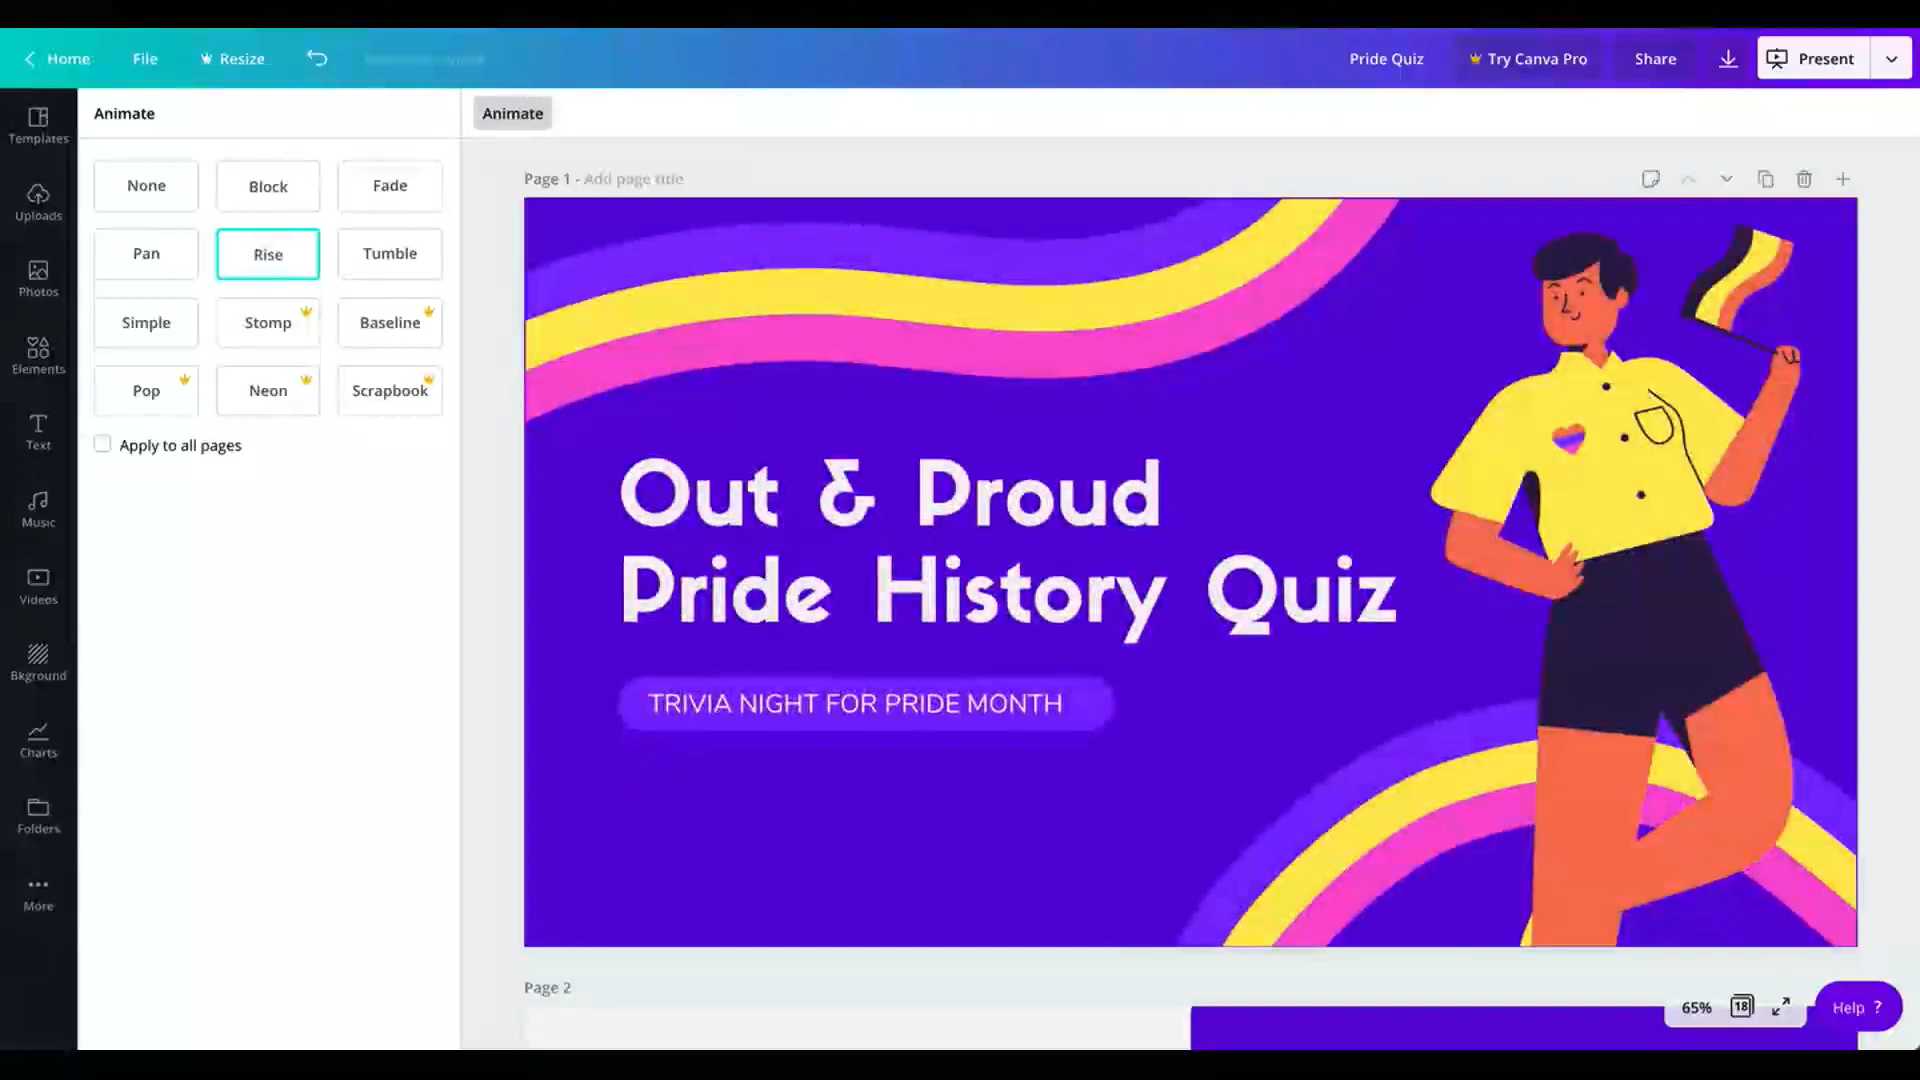 Home File Resize Pride Quiz Try Canva Pro Share Present
Templates
Uploads
Photos
Elements
Text
Music
Videos
Bkground
Charts
Folders
More
Animate
None Block Fade
Pan Rise Tumble
Simple Stomp Baseline
Pop Neon Scrapbook
Apply to all pages
Animate
Page 1 - Add page title
Out & Proud
Pride History Quiz
TRIVIA NIGHT FOR PRIDE MONTH
Page 2
65% 18 Help ?